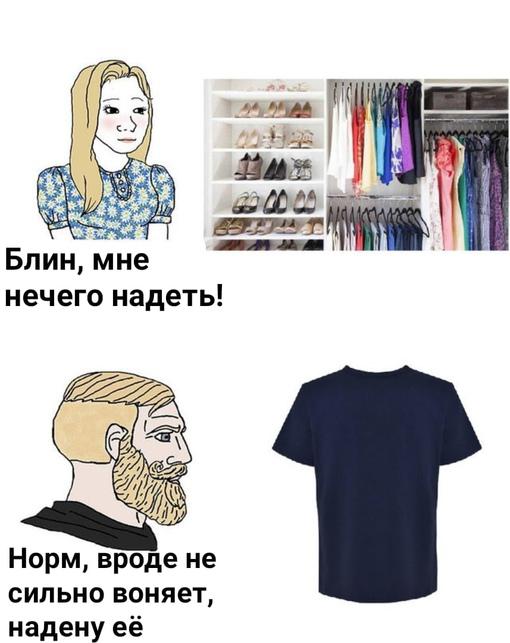 Блин, мне
нечего надеть!
Норм, вроде не
сильно воняет,
надену её